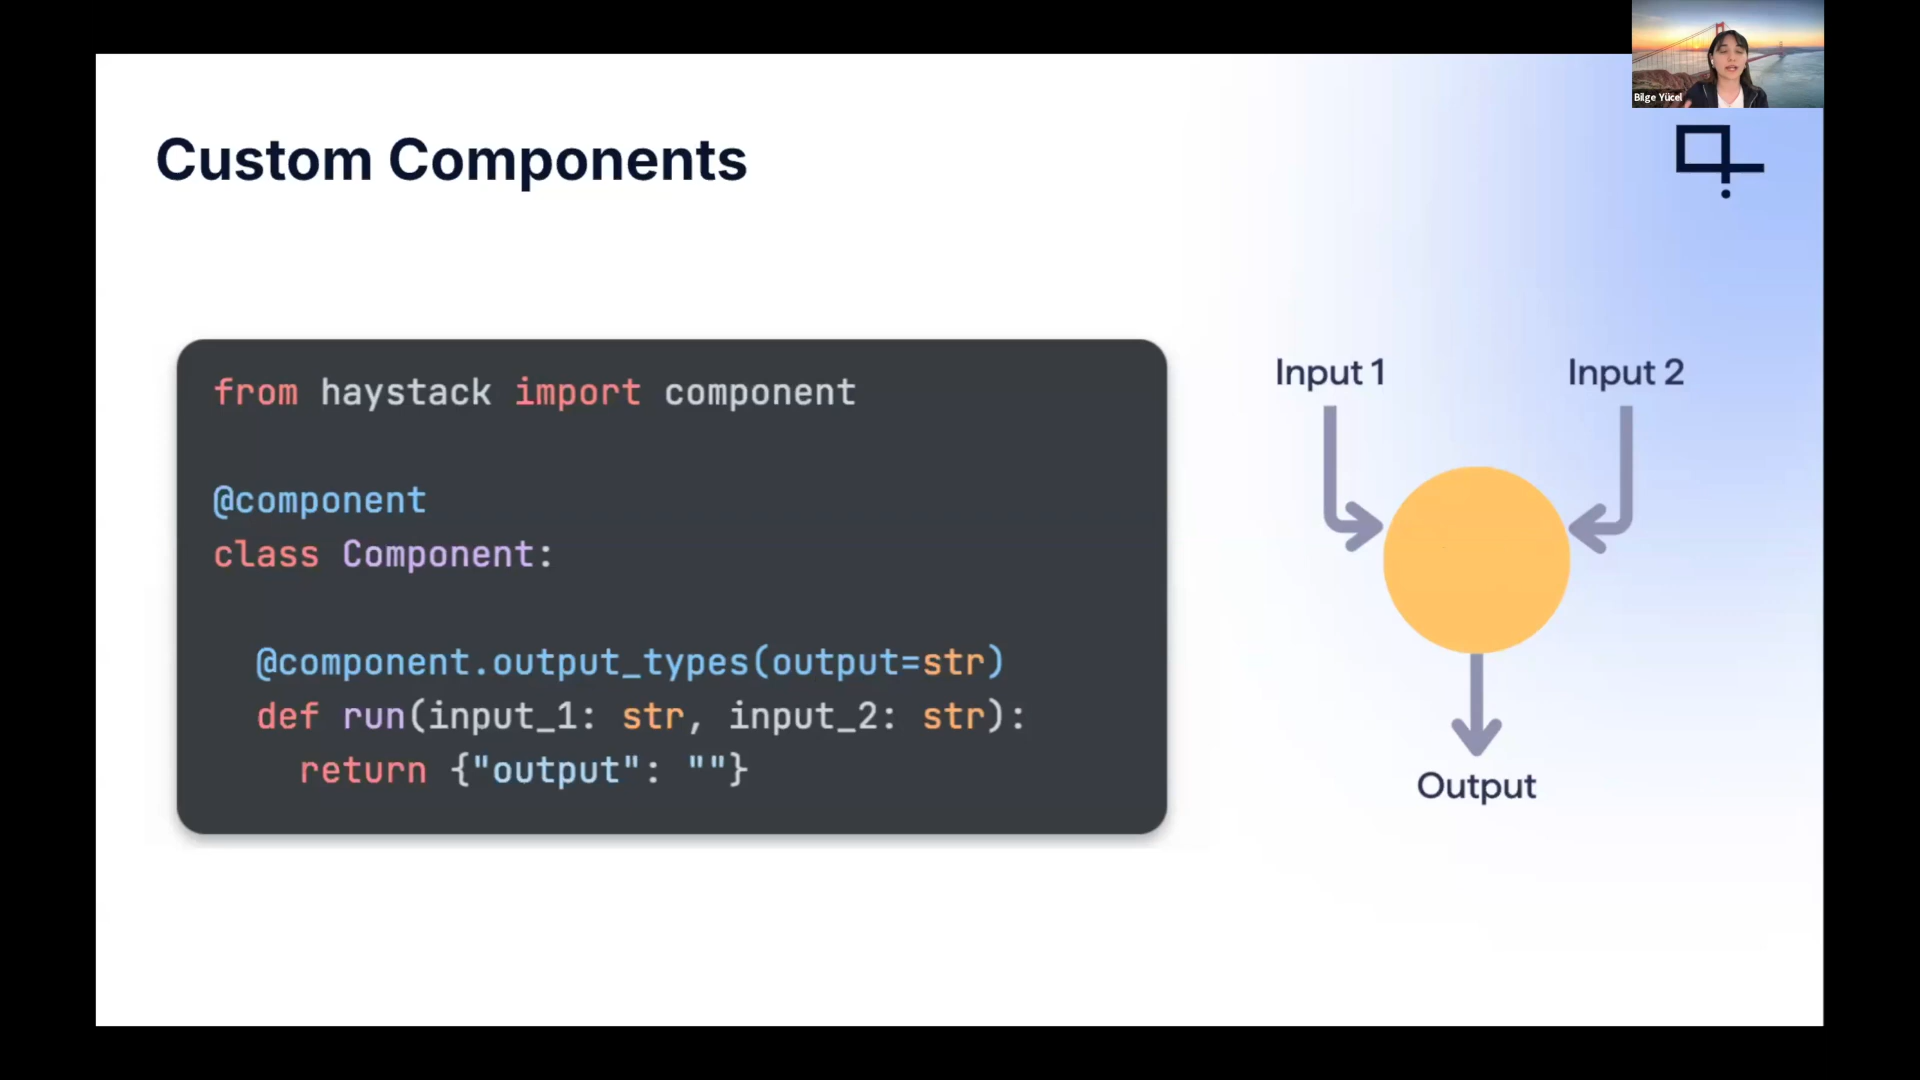 Bilge Yücel
Custom Components
from haystack import component
@component
class Component:
@component.output_types(output=str)
def run(input_1: str, input_2: str):
return {"output": ""}
Input 1
Input 2
Output